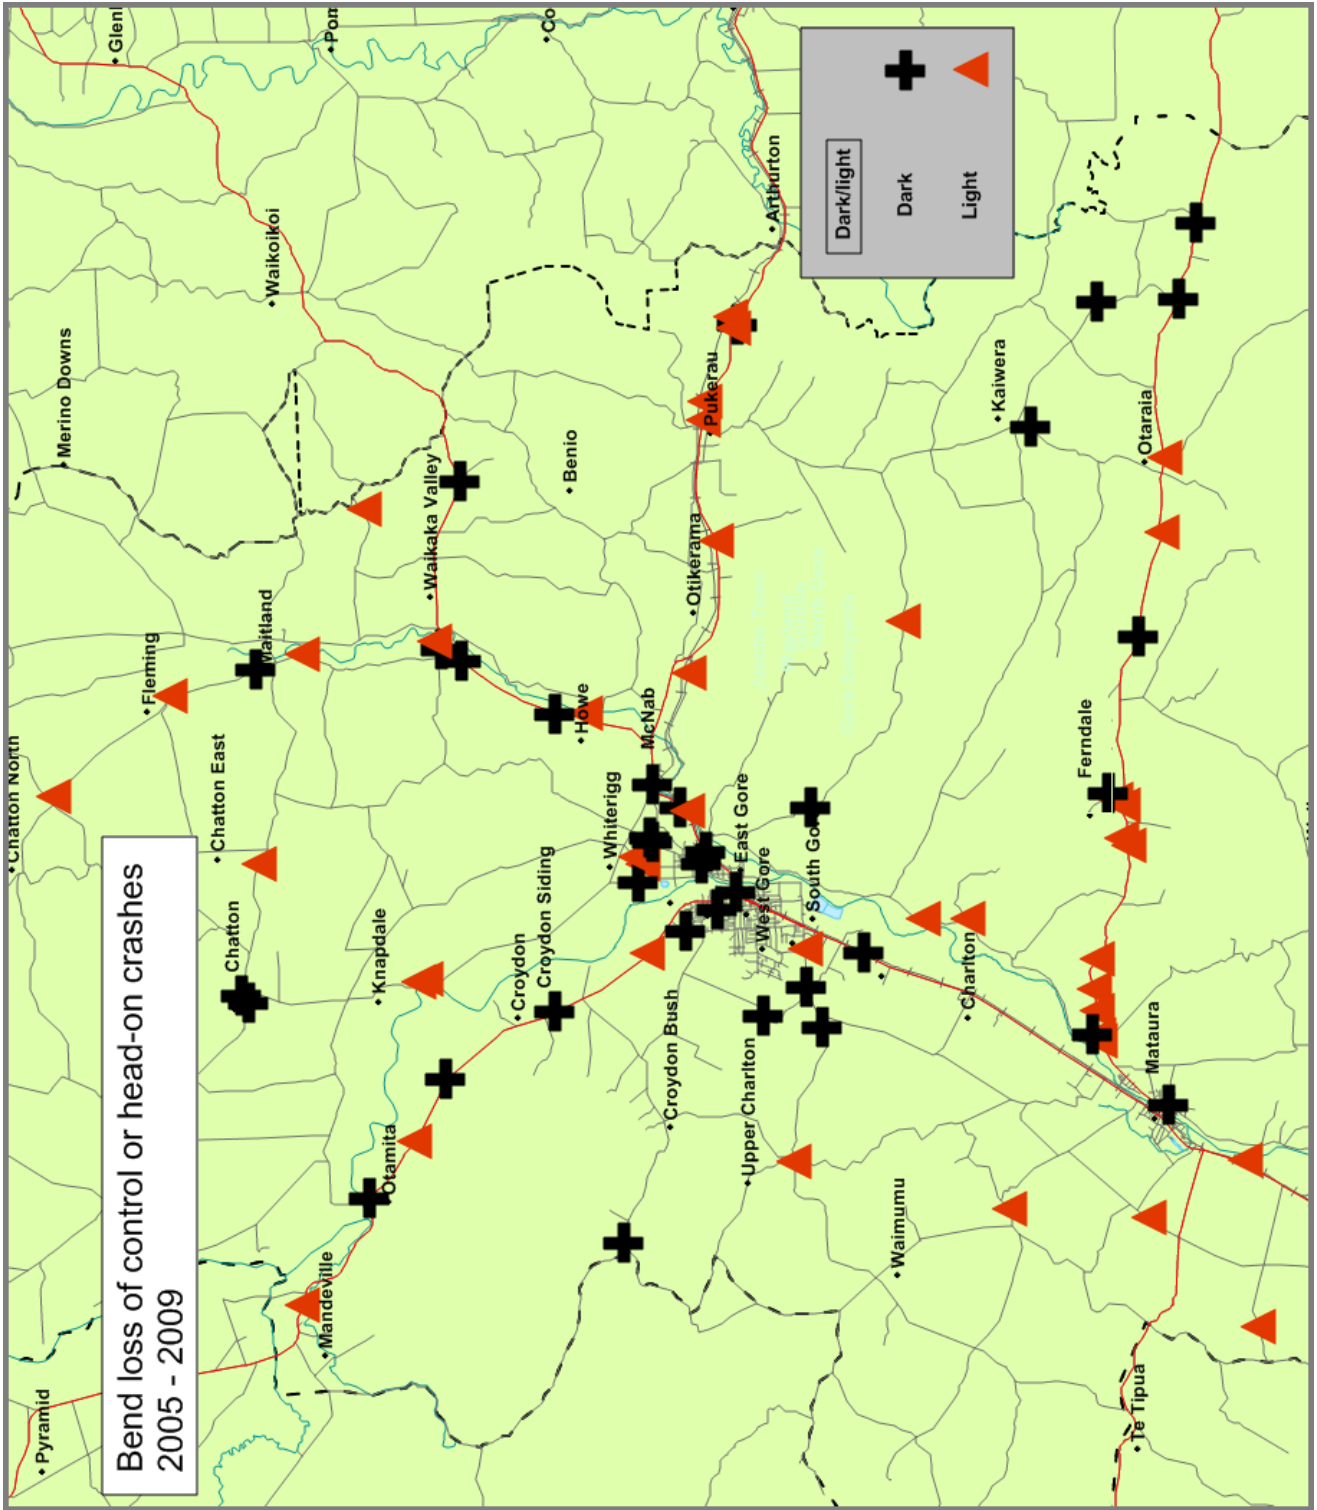 Bend loss of control or head-on crashes
2005 - 2009
Chatton North
Pyramid
Merino Downs
Glenl
Fleming
Chatton East
Chatton
Maitland
Waikoikoi
Mandeville
Pom
Knapdale
Otamita
Waikaka Valley
Croydon
Croydon Siding
Co
Benio
Howe
Whiterigg
McNab
Croydon Bush
Otikerama
Pukerau
East Gore
Upper Charlton
West Gore
Arthurton
South Go
Dark/light
Dark
Light
Waimumu
Charlton
Kaiwera
Ferndale
Te Tipua
Otaraia
Mataura